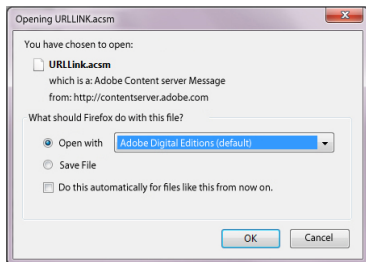 Opening URLLINK.acsm
You have chosen to open:
URLLink.acsm
which is a: Adobe Content server Message
from: http://contentserver.adobe.com
What should Firefox do with this file?
Open with Adobe Digital Editions (default)
Save File
Do this automatically for files like this from now on.
OK Cancel